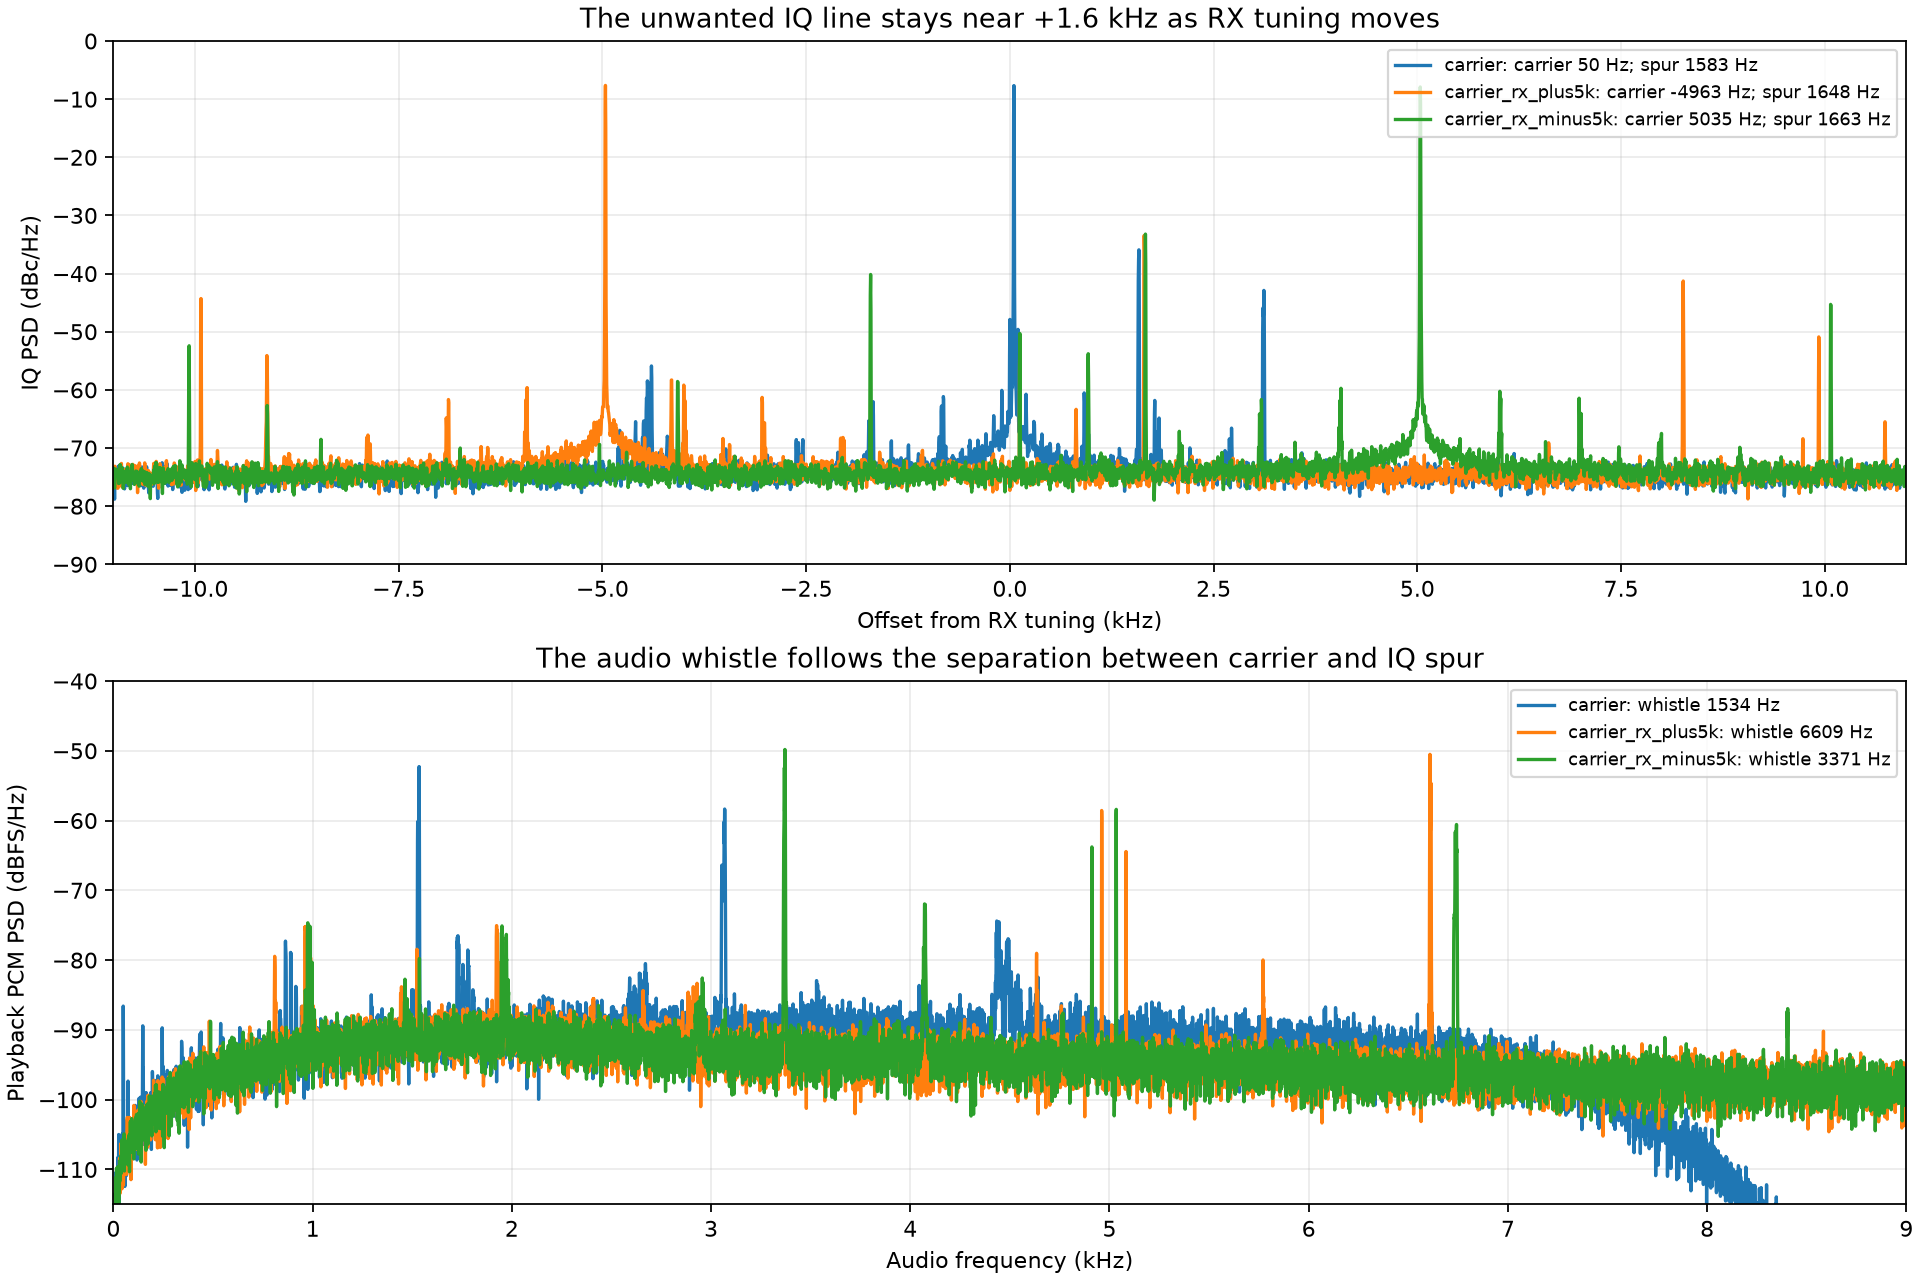 The unwanted IQ line stays near +1.6 kHz as RX tuning moves
0
−10
−20
−30
−40
−50
−60
−70
−80
−90
IQ PSD (dBc/Hz)
carrier: carrier 50 Hz; spur 1583 Hz
carrier_rx_plus5k: carrier -4963 Hz; spur 1648 Hz
carrier_rx_minus5k: carrier 5035 Hz; spur 1663 Hz
−10.0 −7.5 −5.0 −2.5 0.0 2.5 5.0 7.5 10.0
Offset from RX tuning (kHz)
The audio whistle follows the separation between carrier and IQ spur
−40
−50
−60
−70
−80
−90
−100
−110
Playback PCM PSD (dBFS/Hz)
carrier: whistle 1534 Hz
carrier_rx_plus5k: whistle 6609 Hz
carrier_rx_minus5k: whistle 3371 Hz
0 1 2 3 4 5 6 7 8 9
Audio frequency (kHz)